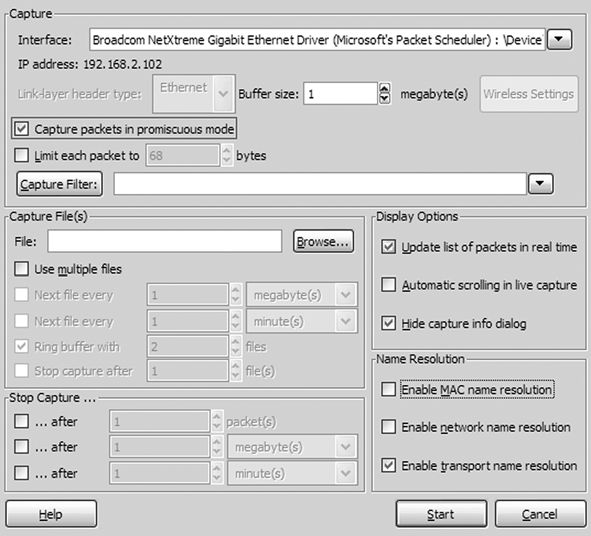 Capture
Interface: Broadcom NetXtreme Gigabit Ethernet Driver (Microsoft's Packet Scheduler) : \Device
IP address: 192.168.2.102
Link-layer header type: Ethernet Buffer size: 1 megabyte(s) Wireless Settings
Capture packets in promiscuous mode
Limit each packet to 68 bytes
Capture Filter:
Capture File(s)
File: Browse...
Use multiple files
Next file every 1 megabyte(s)
Next file every 1 minute(s)
Ring buffer with 2 files
Stop capture after 1 file(s)
Stop Capture ...
... after 1 packet(s)
... after 1 megabyte(s)
... after 1 minute(s)
Display Options
Update list of packets in real time
Automatic scrolling in live capture
Hide capture info dialog
Name Resolution
Enable MAC name resolution
Enable network name resolution
Enable transport name resolution
Help Start Cancel